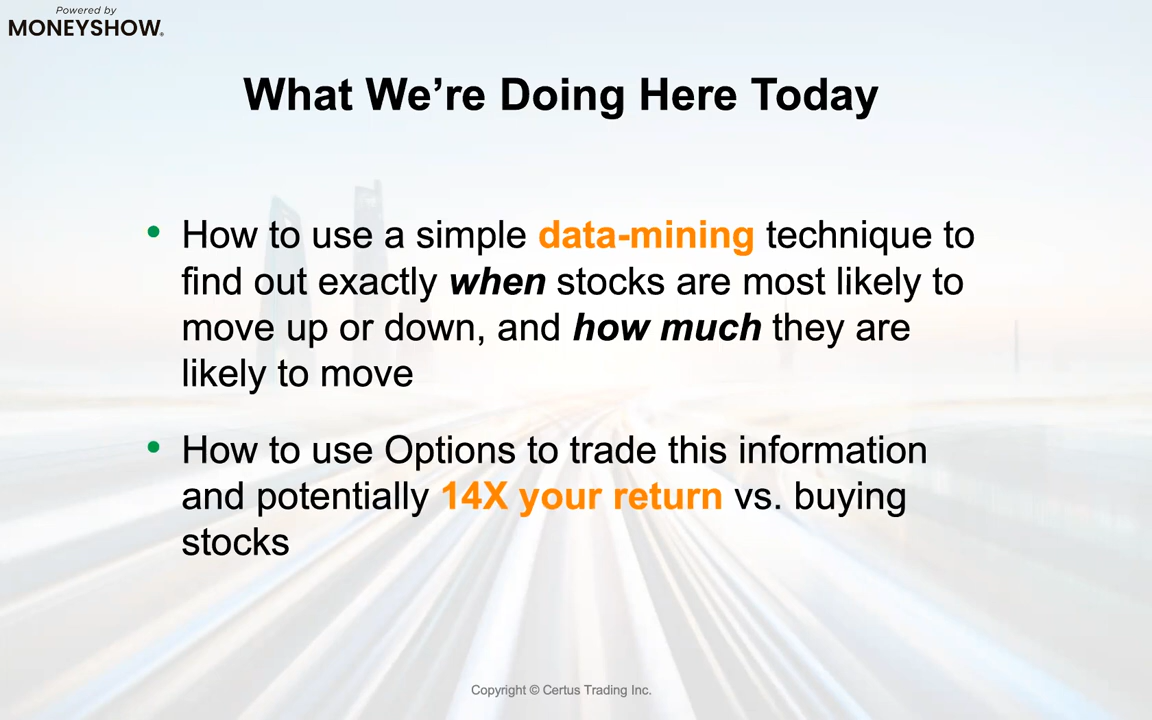 Powered by
MONEYSHOW®
What We’re Doing Here Today
• How to use a simple data-mining technique to
find out exactly when stocks are most likely to
move up or down, and how much they are
likely to move
• How to use Options to trade this information
and potentially 14X your return vs. buying
stocks
Copyright © Certus Trading Inc.